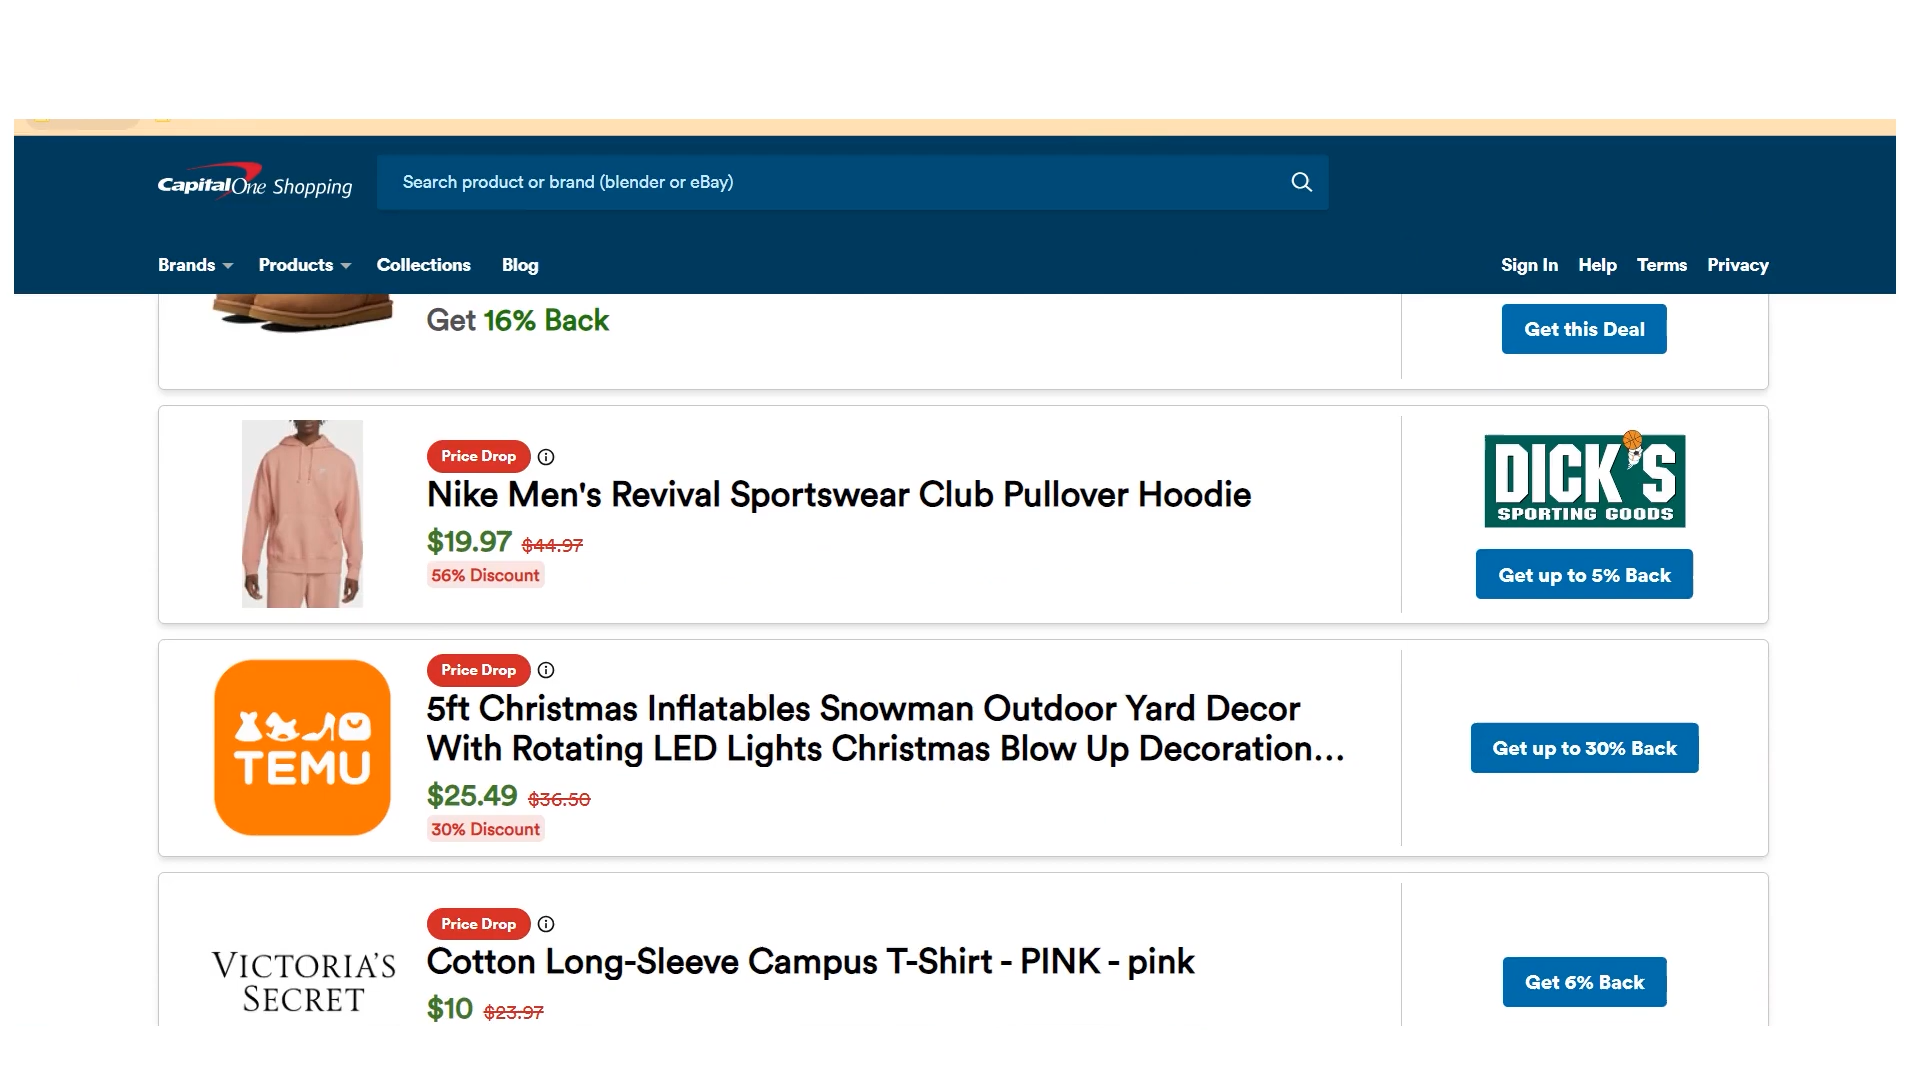 CapitalOne Shopping
Search product or brand (blender or eBay)
Brands Products Collections Blog
Sign In Help Terms Privacy
Get 16% Back
Get this Deal
Price Drop
Nike Men's Revival Sportswear Club Pullover Hoodie
$19.97 $44.97
56% Discount
DICK'S
SPORTING GOODS
Get up to 5% Back
TEMU
Price Drop
5ft Christmas Inflatables Snowman Outdoor Yard Decor
With Rotating LED Lights Christmas Blow Up Decoration...
$25.49 $36.50
30% Discount
Get up to 30% Back
VICTORIA'S
SECRET
Price Drop
Cotton Long-Sleeve Campus T-Shirt - PINK - pink
$10 $23.97
Get 6% Back